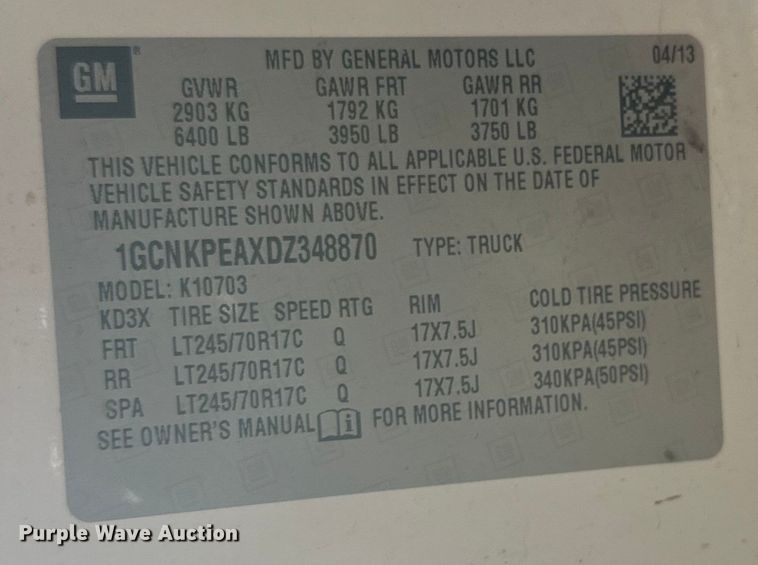 GM
MFD BY GENERAL MOTORS LLC 04/13
GVWR GAWR FRT GAWR RR
2903 KG 1792 KG 1701 KG
6400 LB 3950 LB 3750 LB
THIS VEHICLE CONFORMS TO ALL APPLICABLE U.S. FEDERAL MOTOR
VEHICLE SAFETY STANDARDS IN EFFECT ON THE DATE OF
MANUFACTURE SHOWN ABOVE.
1GCNKPEAXDZ348870 TYPE: TRUCK
MODEL: K10703
KD3X TIRE SIZE SPEED RTG RIM COLD TIRE PRESSURE
FRT LT245/70R17C Q 17X7.5J 310KPA(45PSI)
RR LT245/70R17C Q 17X7.5J 310KPA(45PSI)
SPA LT245/70R17C Q 17X7.5J 340KPA(50PSI)
SEE OWNER'S MANUAL i FOR MORE INFORMATION.
Purple Wave Auction